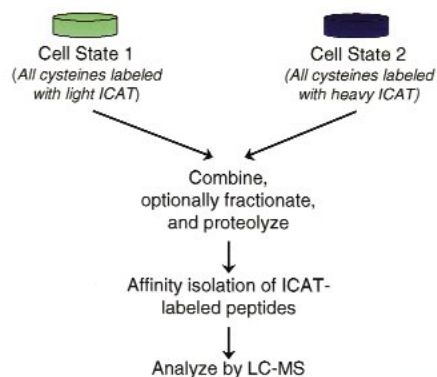 Cell State 1
(All cysteines labeled
with light ICAT)
Cell State 2
(All cysteines labeled
with heavy ICAT)
Combine,
optionally fractionate,
and proteolyze
Affinity isolation of ICAT-
labeled peptides
Analyze by LC-MS